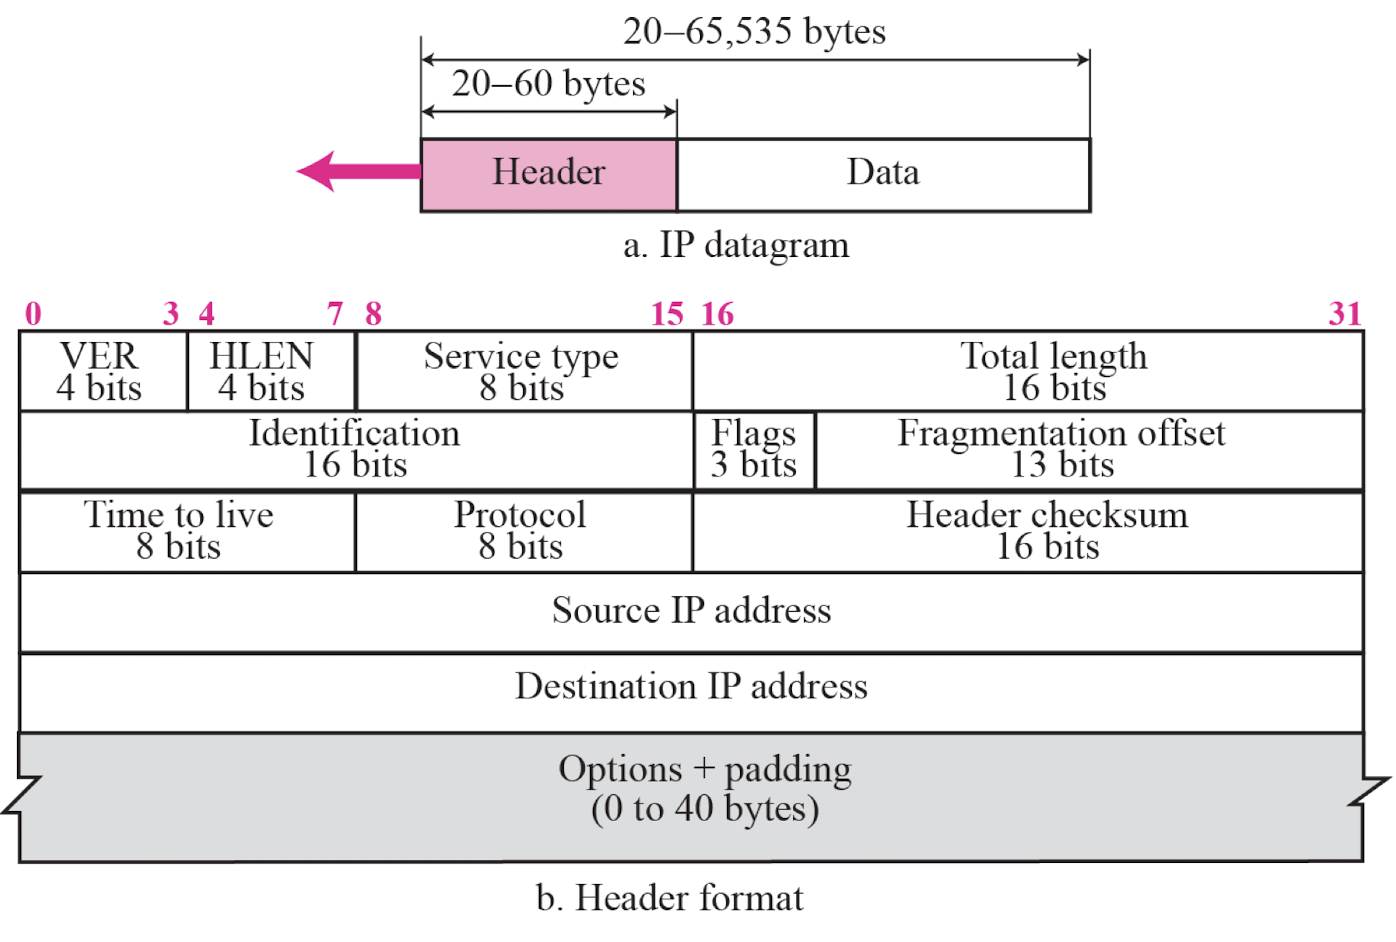 20–65,535 bytes
20–60 bytes
Header
Data
a. IP datagram
0 3 4 7 8 15 16 31
VER
4 bits
HLEN
4 bits
Service type
8 bits
Total length
16 bits
Identification
16 bits
Flags
3 bits
Fragmentation offset
13 bits
Time to live
8 bits
Protocol
8 bits
Header checksum
16 bits
Source IP address
Destination IP address
Options + padding
(0 to 40 bytes)
b. Header format